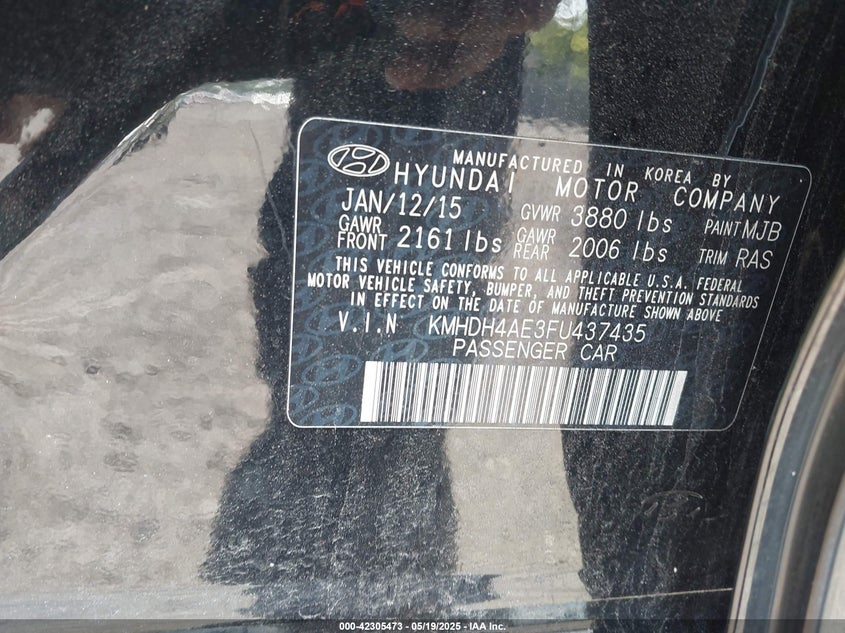 MANUFACTURED IN KOREA BY
HYUNDAI MOTOR COMPANY
JAN/12/15 GVWR 3880 lbs PAINT MJB
GAWR FRONT 2161 lbs GAWR REAR 2006 lbs TRIM RAS
THIS VEHICLE CONFORMS TO ALL APPLICABLE U.S.A. FEDERAL
MOTOR VEHICLE SAFETY, BUMPER, AND THEFT PREVENTION STANDARDS
IN EFFECT ON THE DATE OF MANUFACTURE SHOWN ABOVE
V.I.N KMHDH4AE3FU437435
PASSENGER CAR
000-42305473 - 05/19/2025 - IAA Inc.